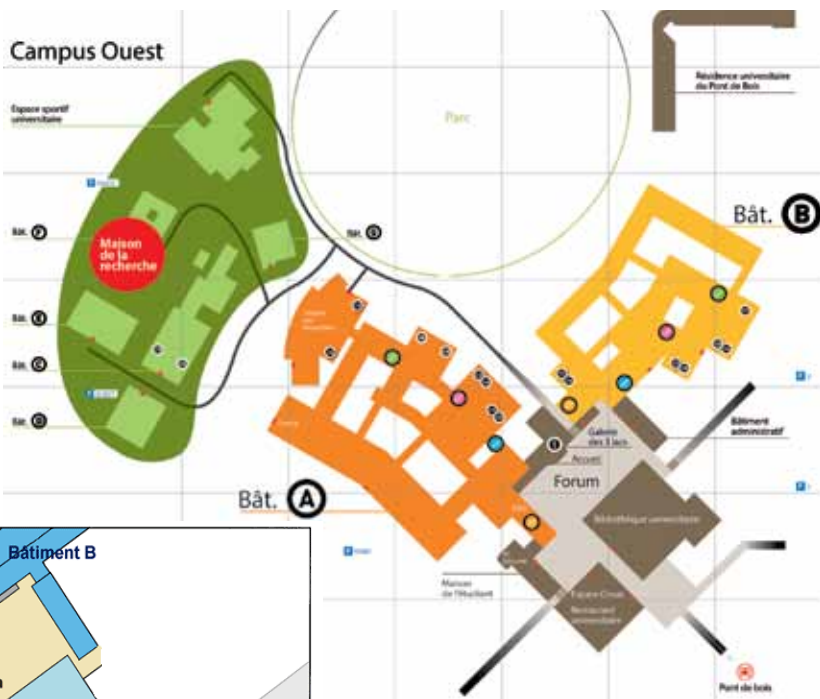 Campus Ouest
Résidence universitaire
du Pont de Bois
Espace sportif
universitaire
Parc
Bât. B
Bât. F
Bât.
Maison
de la
recherche
Bât. E
Bât. C
Bât. D
Bâtiment
administratif
Galerie
des 3 lacs
Accueil
Forum
Bât. A
Bibliothèque universitaire
Bâtiment B
Maison
de l'étudiant
Espace Crous
Restaurant
universitaire
Pont de bois